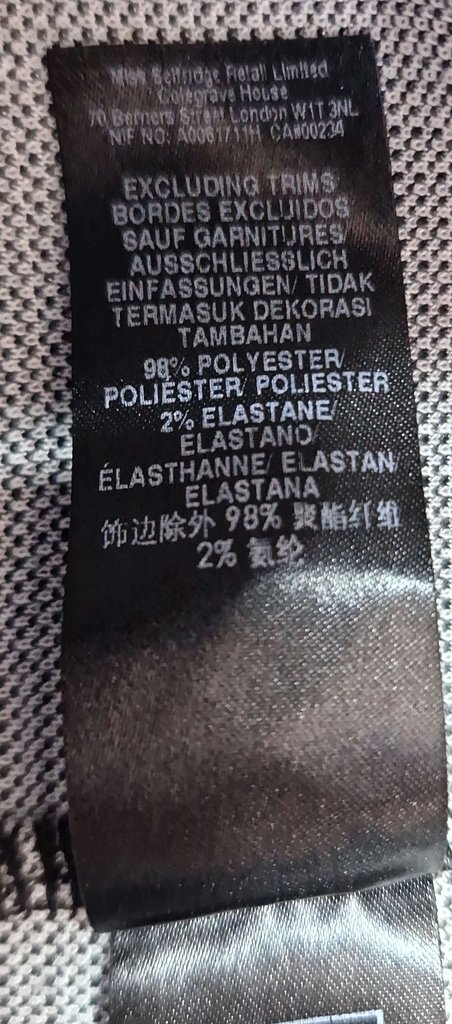 Miss Selfridge Retail Limited
Colegrave House
70 Berners Street London W1T 3NL
NIF NO. A0081711H CA#00234
EXCLUDING TRIMS/
BORDES EXCLUIDOS
SAUF GARNITURES/
AUSSCHLIESSLICH
EINFASSUNGEN/ TIDAK
TERMASUK DEKORASI
TAMBAHAN
98% POLYESTER/
POLIÉSTER/ POLIESTER
2% ELASTANE/
ELASTANO/
ÉLASTHANNE/ ELASTAN/
ELASTANA
饰边除外 98% 聚酯纤维
2% 氨纶